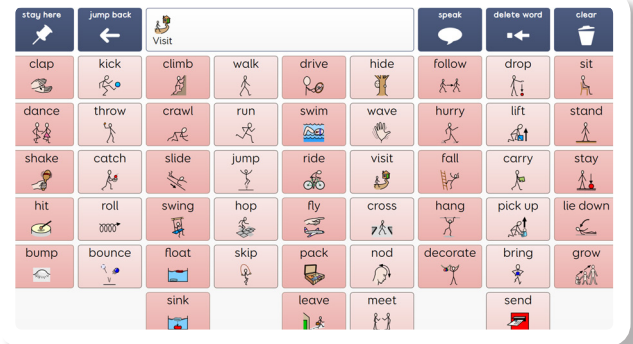 stay here jump back speak delete word clear
Visit
clap kick climb walk drive hide follow drop sit
dance throw crawl run swim wave hurry lift stand
shake catch slide jump ride visit fall carry stay
hit roll swing hop fly cross hang pick up lie down
bump bounce float skip pack nod decorate bring grow
sink leave meet send